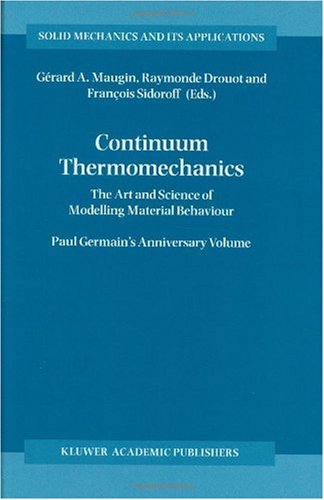 SOLID MECHANICS AND ITS APPLICATIONS
Gérard A. Maugin, Raymonde Drouot and
François Sidoroff (Eds.)
Continuum
Thermomechanics
The Art and Science of
Modelling Material Behaviour
Paul Germain's Anniversary Volume
KLUWER ACADEMIC PUBLISHERS